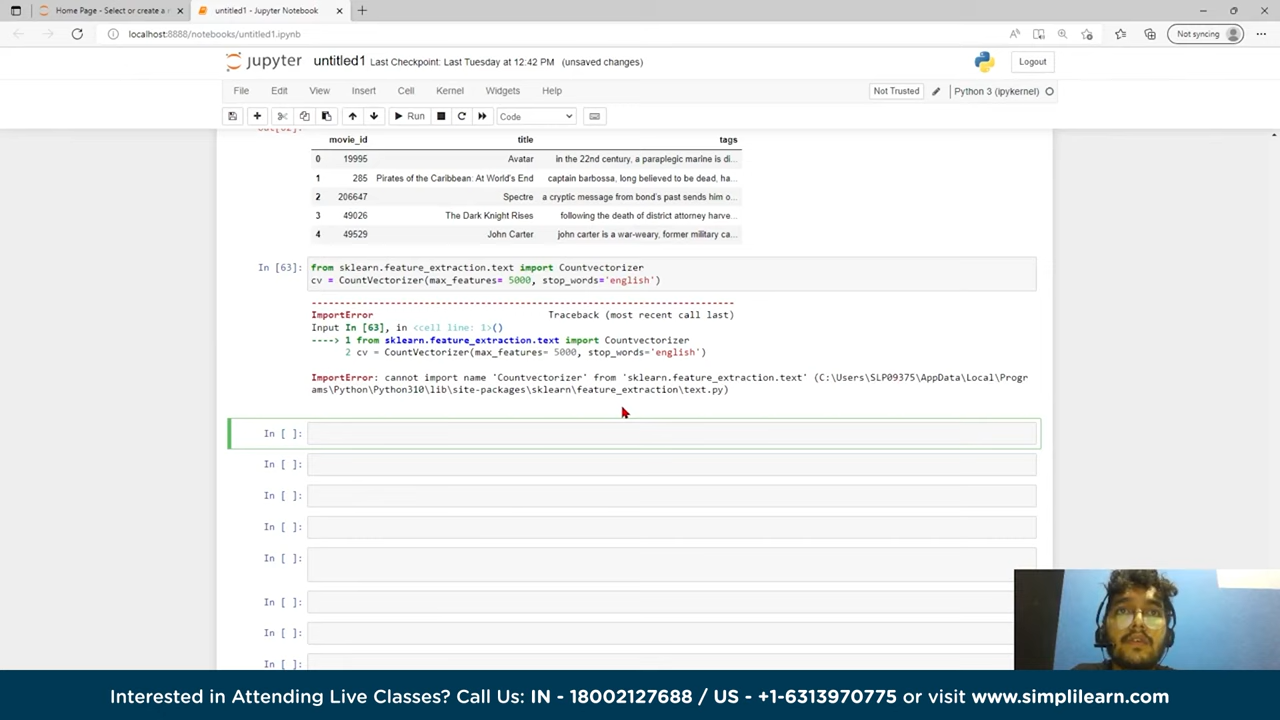 Home Page - Select or create a n
untitled1 - Jupyter Notebook
localhost:8888/notebooks/untitled1.ipynb
Not syncing
jupyter untitled1 Last Checkpoint: Last Tuesday at 12:42 PM (unsaved changes)
Logout
File Edit View Insert Cell Kernel Widgets Help
Not Trusted
Python 3 (ipykernel)
Run
Code
Out[62]:
movie_id title tags
0 19995 Avatar in the 22nd century, a paraplegic marine is di...
1 285 Pirates of the Caribbean: At World's End captain barbossa, long believed to be dead, ha...
2 206647 Spectre a cryptic message from bond's past sends him o...
3 49026 The Dark Knight Rises following the death of district attorney harve...
4 49529 John Carter john carter is a war-weary, former military ca...
In [63]: from sklearn.feature_extraction.text import Countvectorizer
cv = CountVectorizer(max_features= 5000, stop_words='english')
---------------------------------------------------------------------------
ImportError Traceback (most recent call last)
Input In [63], in <cell line: 1>()
----> 1 from sklearn.feature_extraction.text import Countvectorizer
2 cv = CountVectorizer(max_features= 5000, stop_words='english')
ImportError: cannot import name 'Countvectorizer' from 'sklearn.feature_extraction.text' (C:\Users\SLP09375\AppData\Local\Progr
ams\Python\Python310\lib\site-packages\sklearn\feature_extraction\text.py)
In [ ]:
In [ ]:
In [ ]:
In [ ]:
In [ ]:
In [ ]:
In [ ]:
In [ ]:
Interested in Attending Live Classes? Call Us: IN - 18002127688 / US - +1-6313970775 or visit www.simplilearn.com